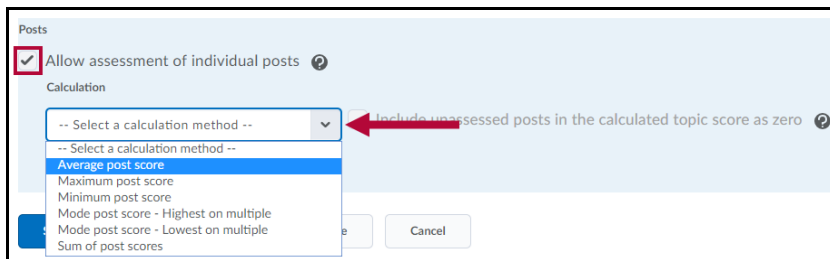 Posts
Allow assessment of individual posts
Calculation
-- Select a calculation method --
Include unassessed posts in the calculated topic score as zero
-- Select a calculation method --
Average post score
Maximum post score
Minimum post score
Mode post score - Highest on multiple
Mode post score - Lowest on multiple
Sum of post scores
Cancel